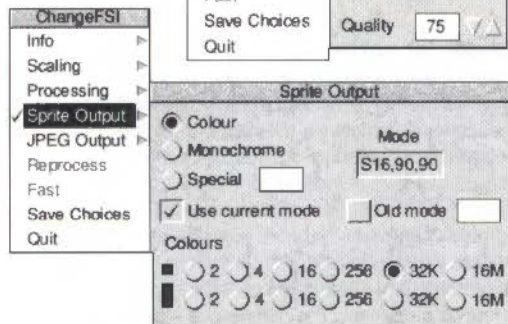 Save Choices
Quit
Quality 75
ChangeFSI
Info
Scaling
Processing
Sprite Output
JPEG Output
Reprocess
Fast
Save Choices
Quit
Sprite Output
Colour
Monochrome
Special
Mode
S16,90,90
Use current mode
Old mode
Colours
2 4 16 256 32K 16M
2 4 16 256 32K 16M